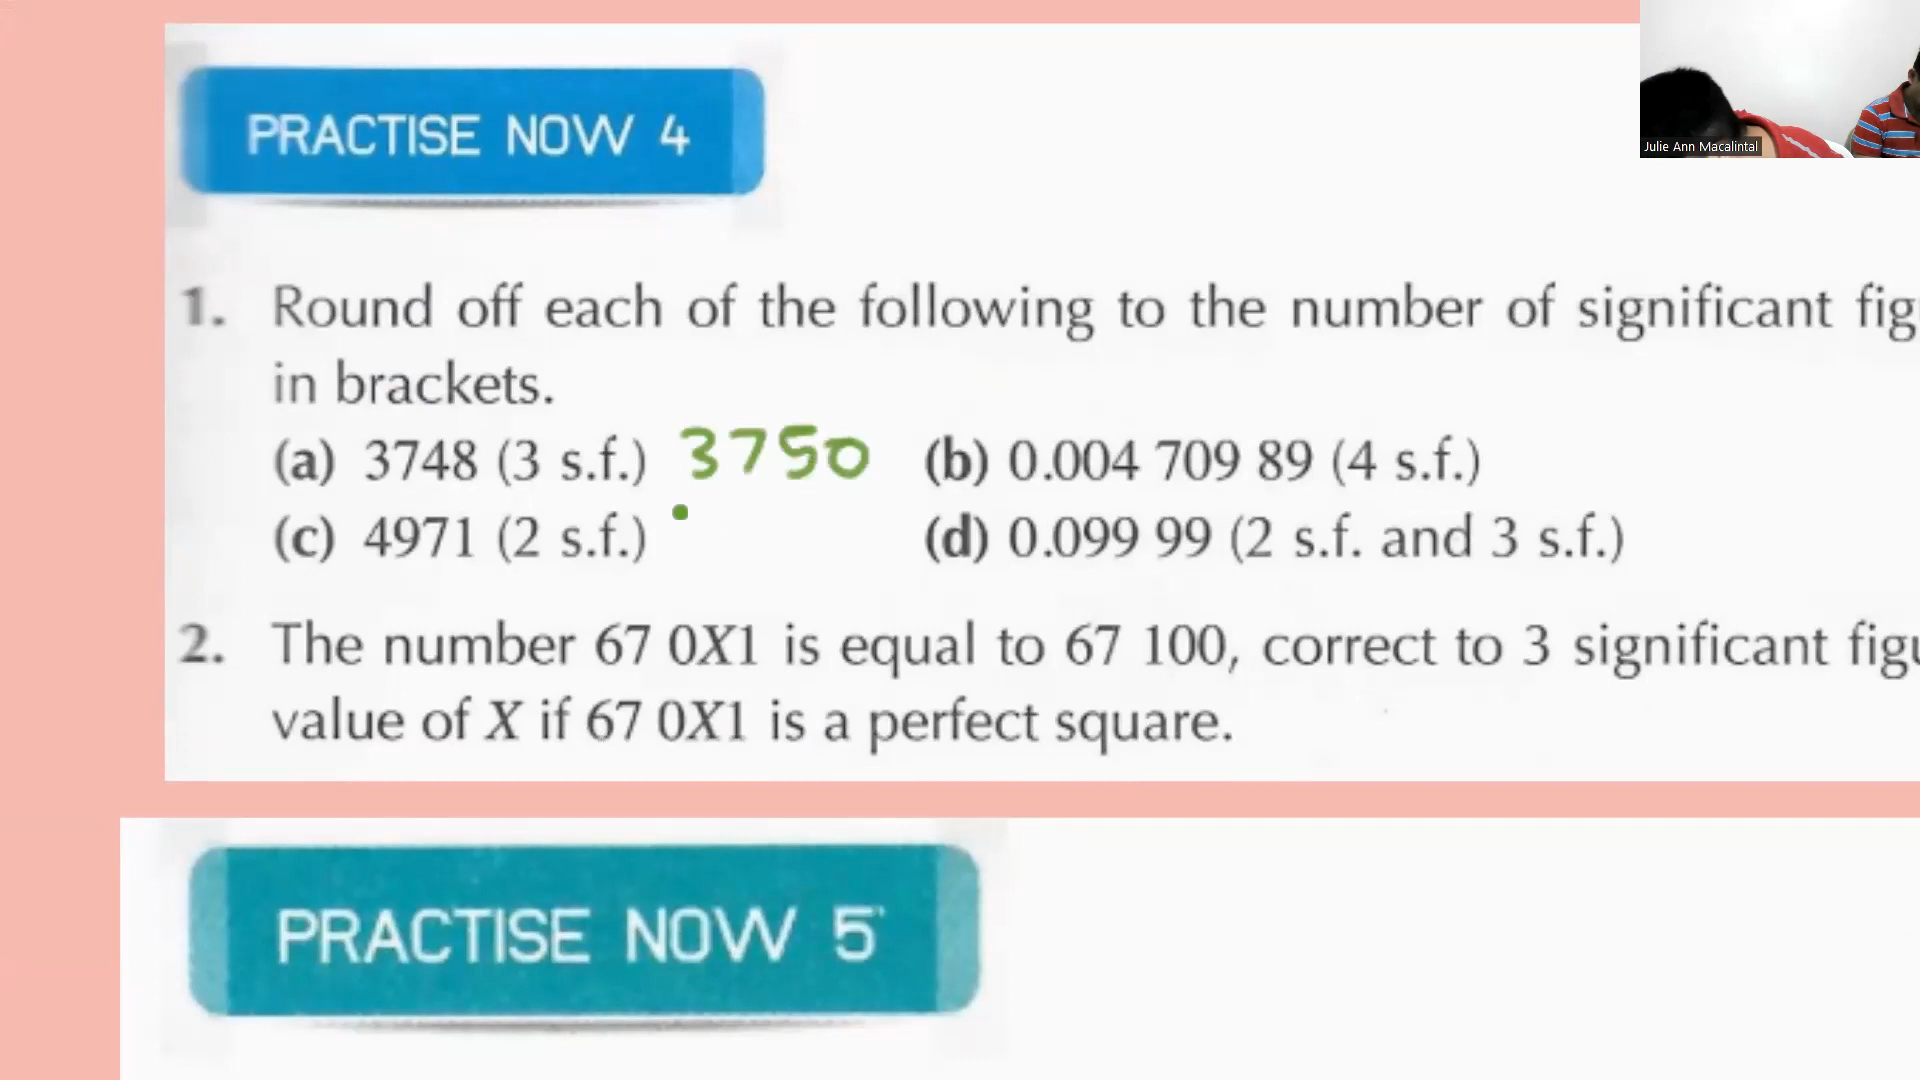 Julie Ann Macalintal
PRACTISE NOW 4
1. Round off each of the following to the number of significant
in brackets.
(a) 3748 (3 s.f.) 3750 (b) 0.004 709 89 (4 s.f.)
(c) 4971 (2 s.f.) (d) 0.099 99 (2 s.f. and 3 s.f.)
2. The number 67 0X1 is equal to 67 100, correct to 3 significant
value of X if 67 0X1 is a perfect square.
PRACTISE NOW 5